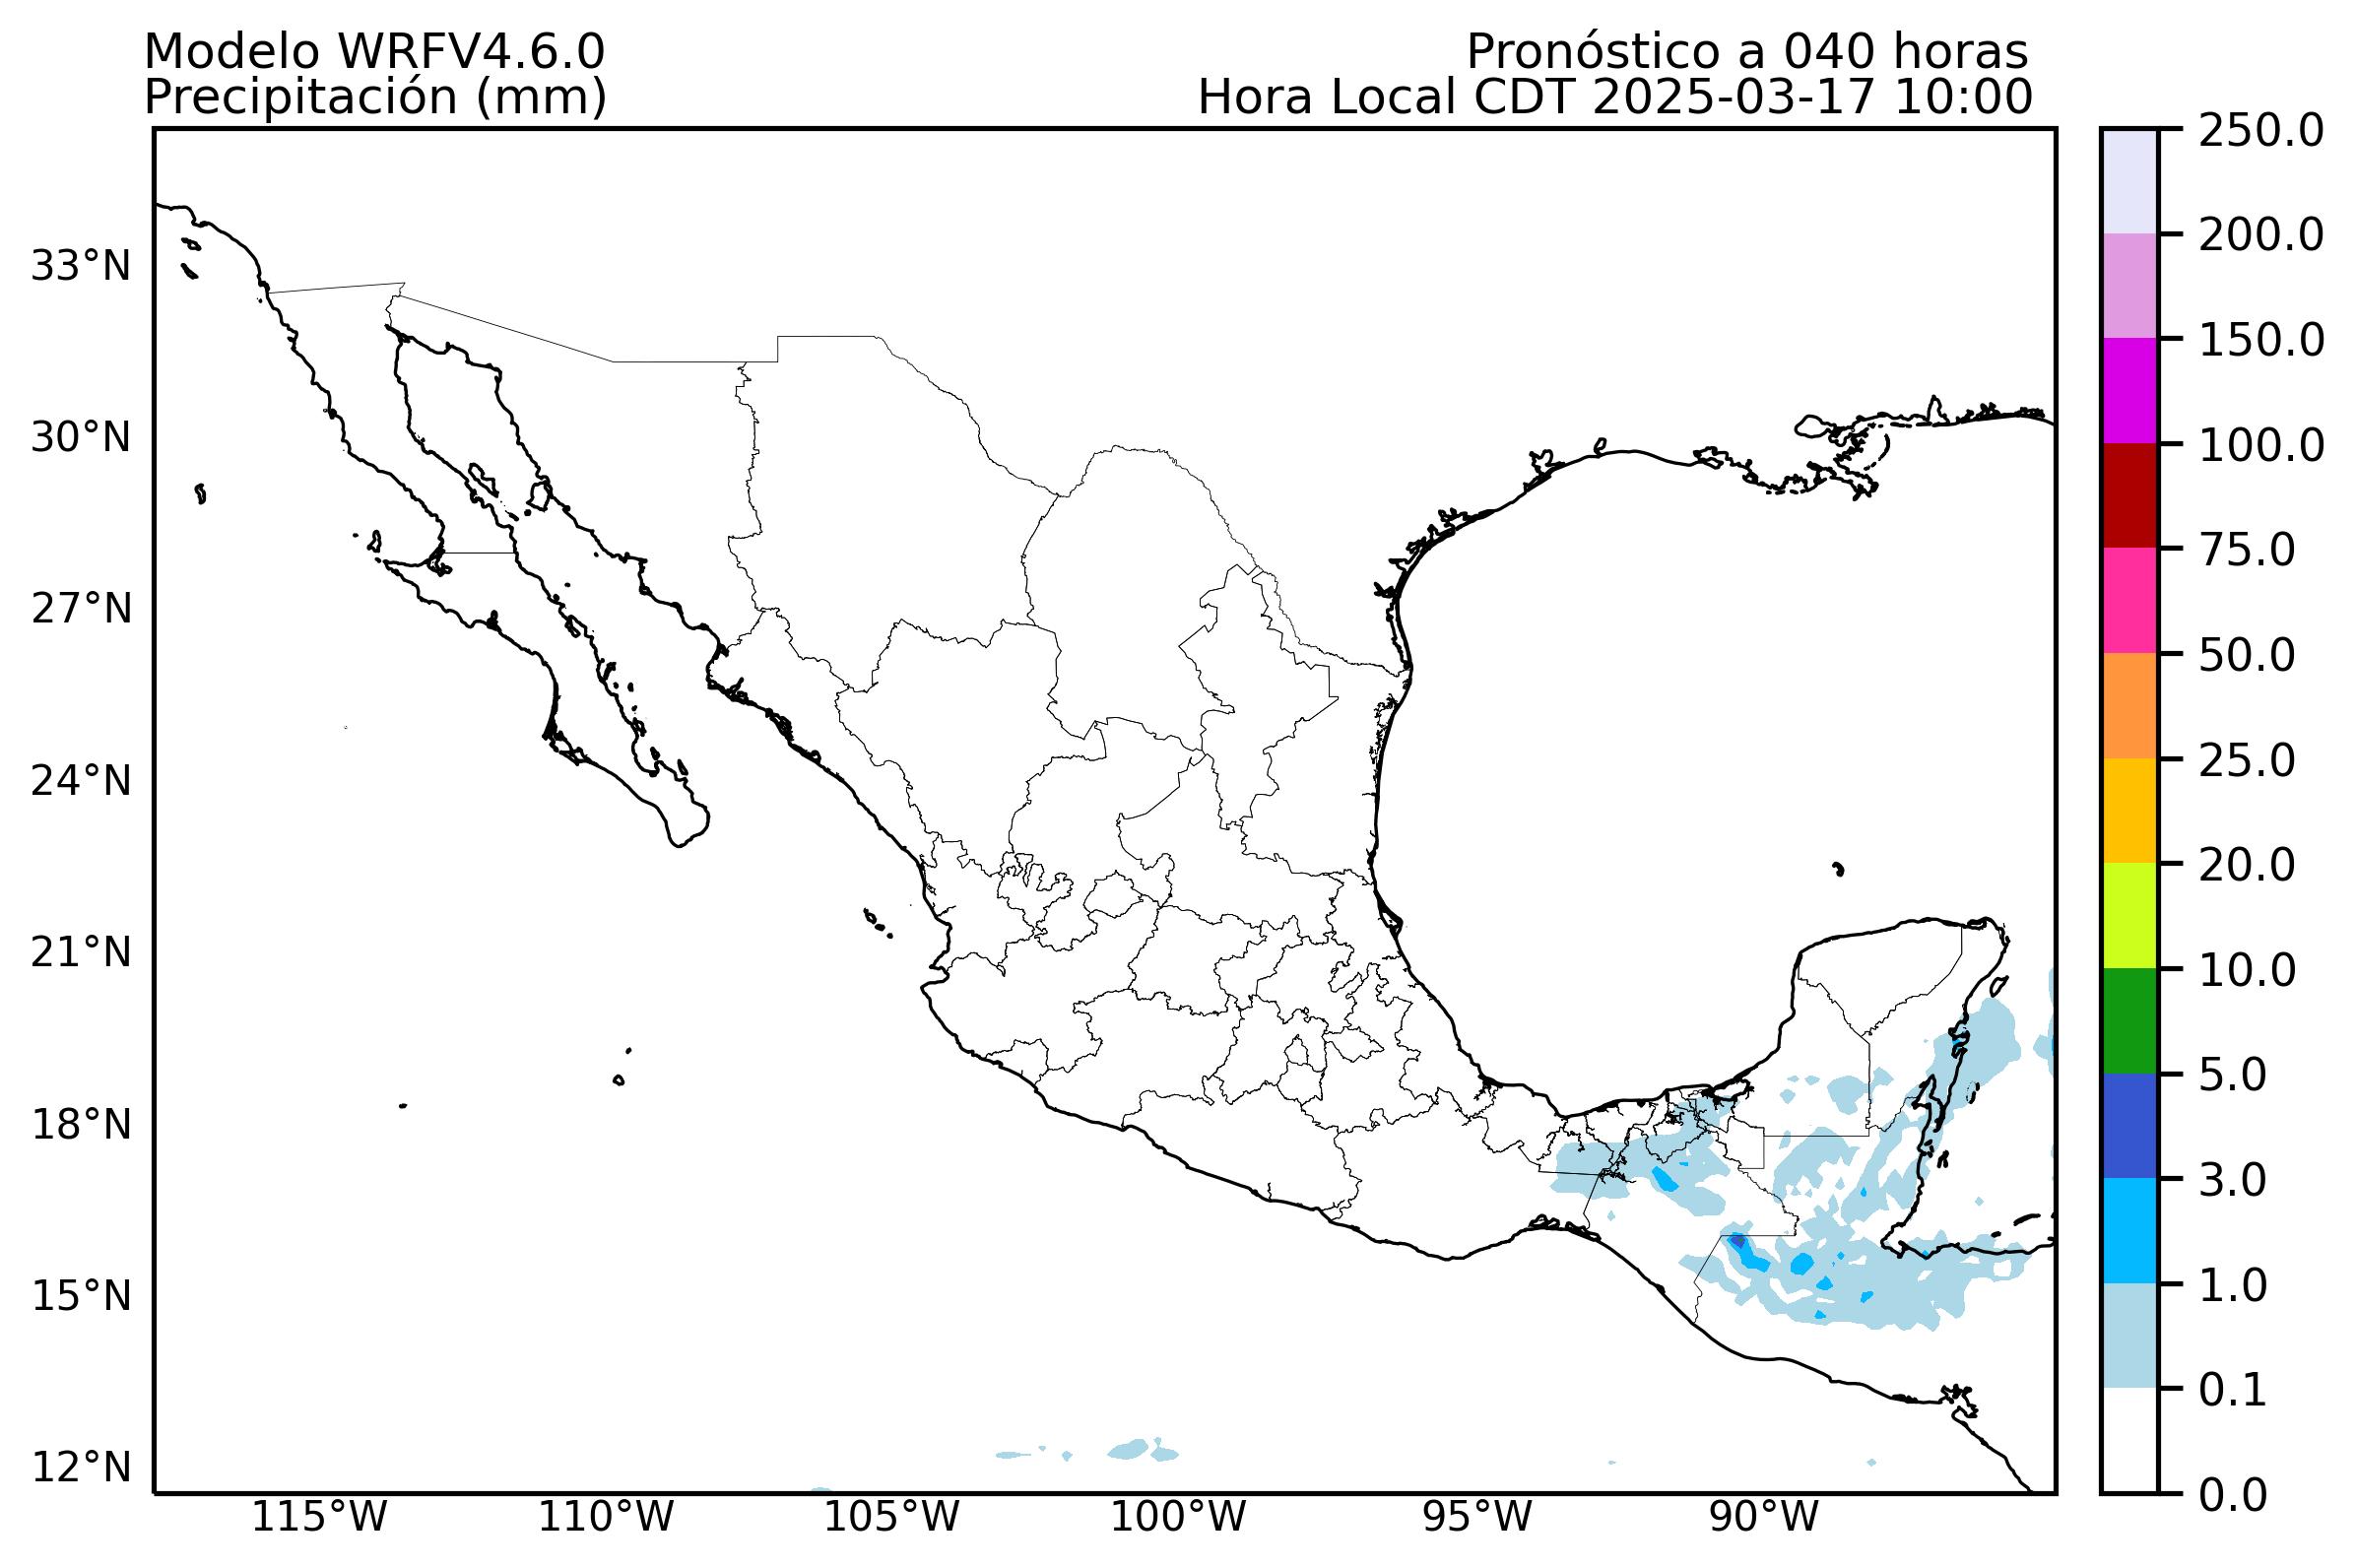 Modelo WRFV4.6.0
Precipitación (mm)
Pronóstico a 040 horas
Hora Local CDT 2025-03-17 10:00
33°N
30°N
27°N
24°N
21°N
18°N
15°N
12°N
115°W
110°W
105°W
100°W
95°W
90°W
250.0
200.0
150.0
100.0
75.0
50.0
25.0
20.0
10.0
5.0
3.0
1.0
0.1
0.0